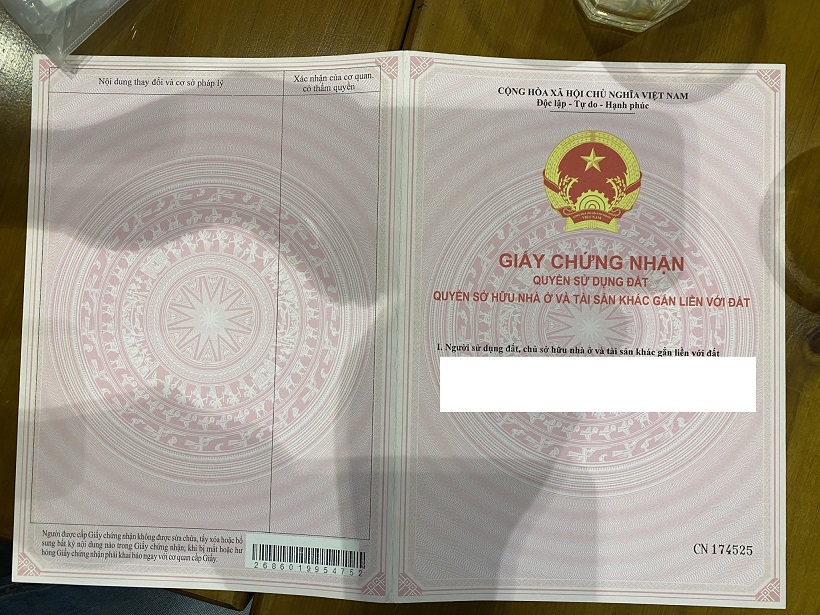 Nội dung thay đổi và cơ sở pháp lý
Xác nhận của cơ quan
có thẩm quyền
Người được cấp Giấy chứng nhận không được sửa chữa, tẩy xóa hoặc bổ
sung bất kỳ nội dung nào trong Giấy chứng nhận; khi bị mất hoặc hư
hỏng Giấy chứng nhận phải khai báo ngay với cơ quan cấp Giấy.
2686019954752
CỘNG HÒA XÃ HỘI CHỦ NGHĨA VIỆT NAM
Độc lập - Tự do - Hạnh phúc
VIỆT NAM
GIẤY CHỨNG NHẬN
QUYỀN SỬ DỤNG ĐẤT
QUYỀN SỞ HỮU NHÀ Ở VÀ TÀI SẢN KHÁC GẮN LIỀN VỚI ĐẤT
I. Người sử dụng đất, chủ sở hữu nhà ở và tài sản khác gắn liền với đất
CN 174525